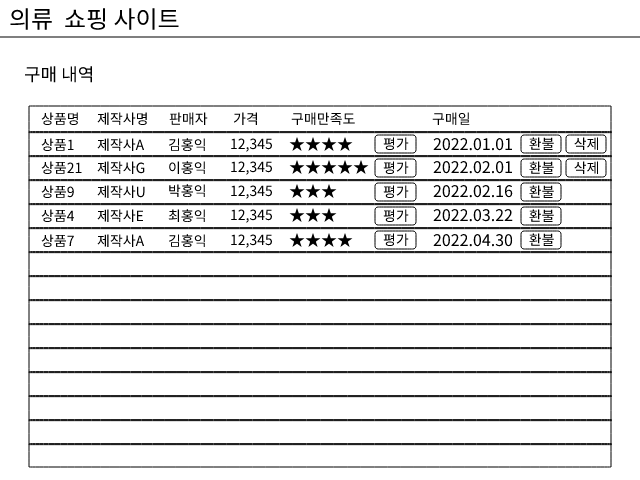 의류 쇼핑 사이트
구매 내역
상품명 제작사명 판매자 가격 구매만족도 구매일
상품1 제작사A 김홍익 12,345 ★★★★ 평가 2022.01.01 환불 삭제
상품21 제작사G 이홍익 12,345 ★★★★★ 평가 2022.02.01 환불 삭제
상품9 제작사U 박홍익 12,345 ★★★ 평가 2022.02.16 환불
상품4 제작사E 최홍익 12,345 ★★★ 평가 2022.03.22 환불
상품7 제작사A 김홍익 12,345 ★★★★ 평가 2022.04.30 환불